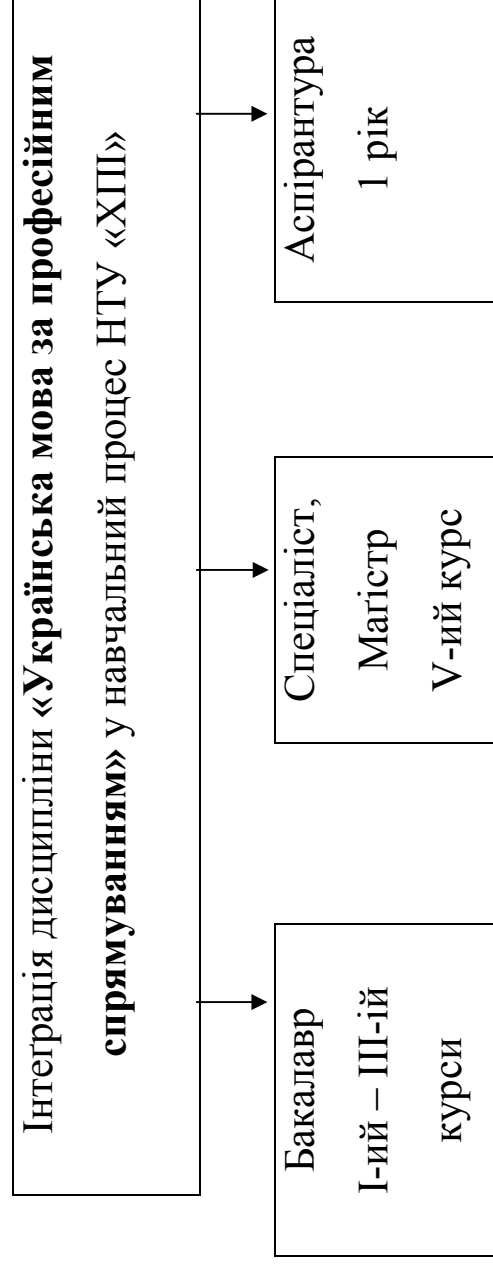 Інтеграція дисципліни «Українська мова за професійним
спрямуванням» у навчальний процес НТУ «ХПІ»
Бакалавр
І-ий – ІІІ-ій
курси
Спеціаліст,
Магістр
V-ий курс
Аспірантура
1 рік